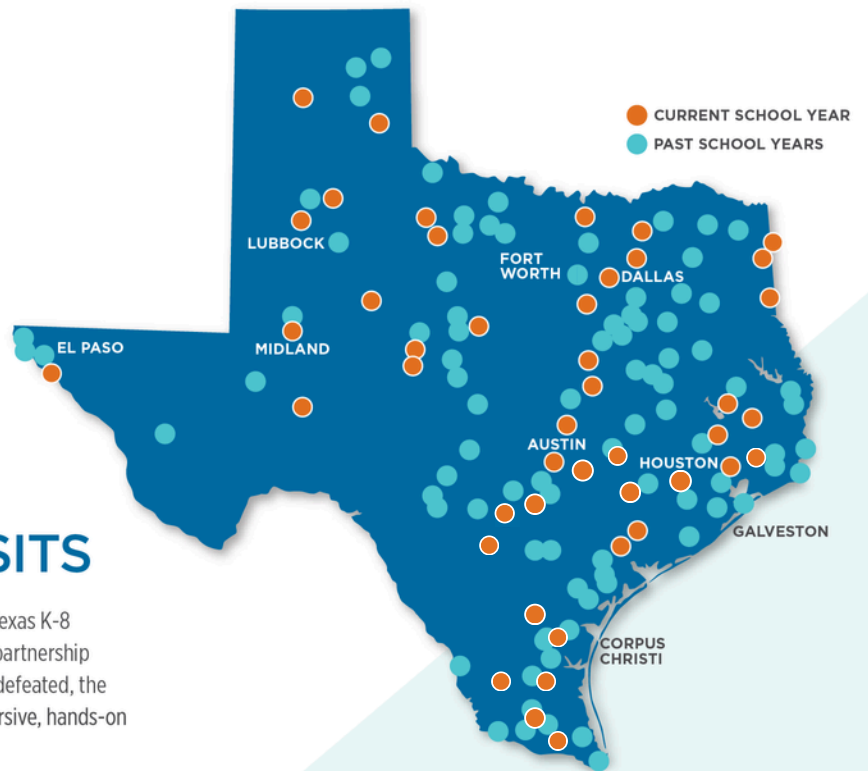 CURRENT SCHOOL YEAR
PAST SCHOOL YEARS
LUBBOCK
FORT
WORTH
DALLAS
EL PASO
MIDLAND
AUSTIN
HOUSTON
GALVESTON
SITS
exas K-8
partnership
defeated, the
rsive, hands-on
CORPUS
CHRISTI